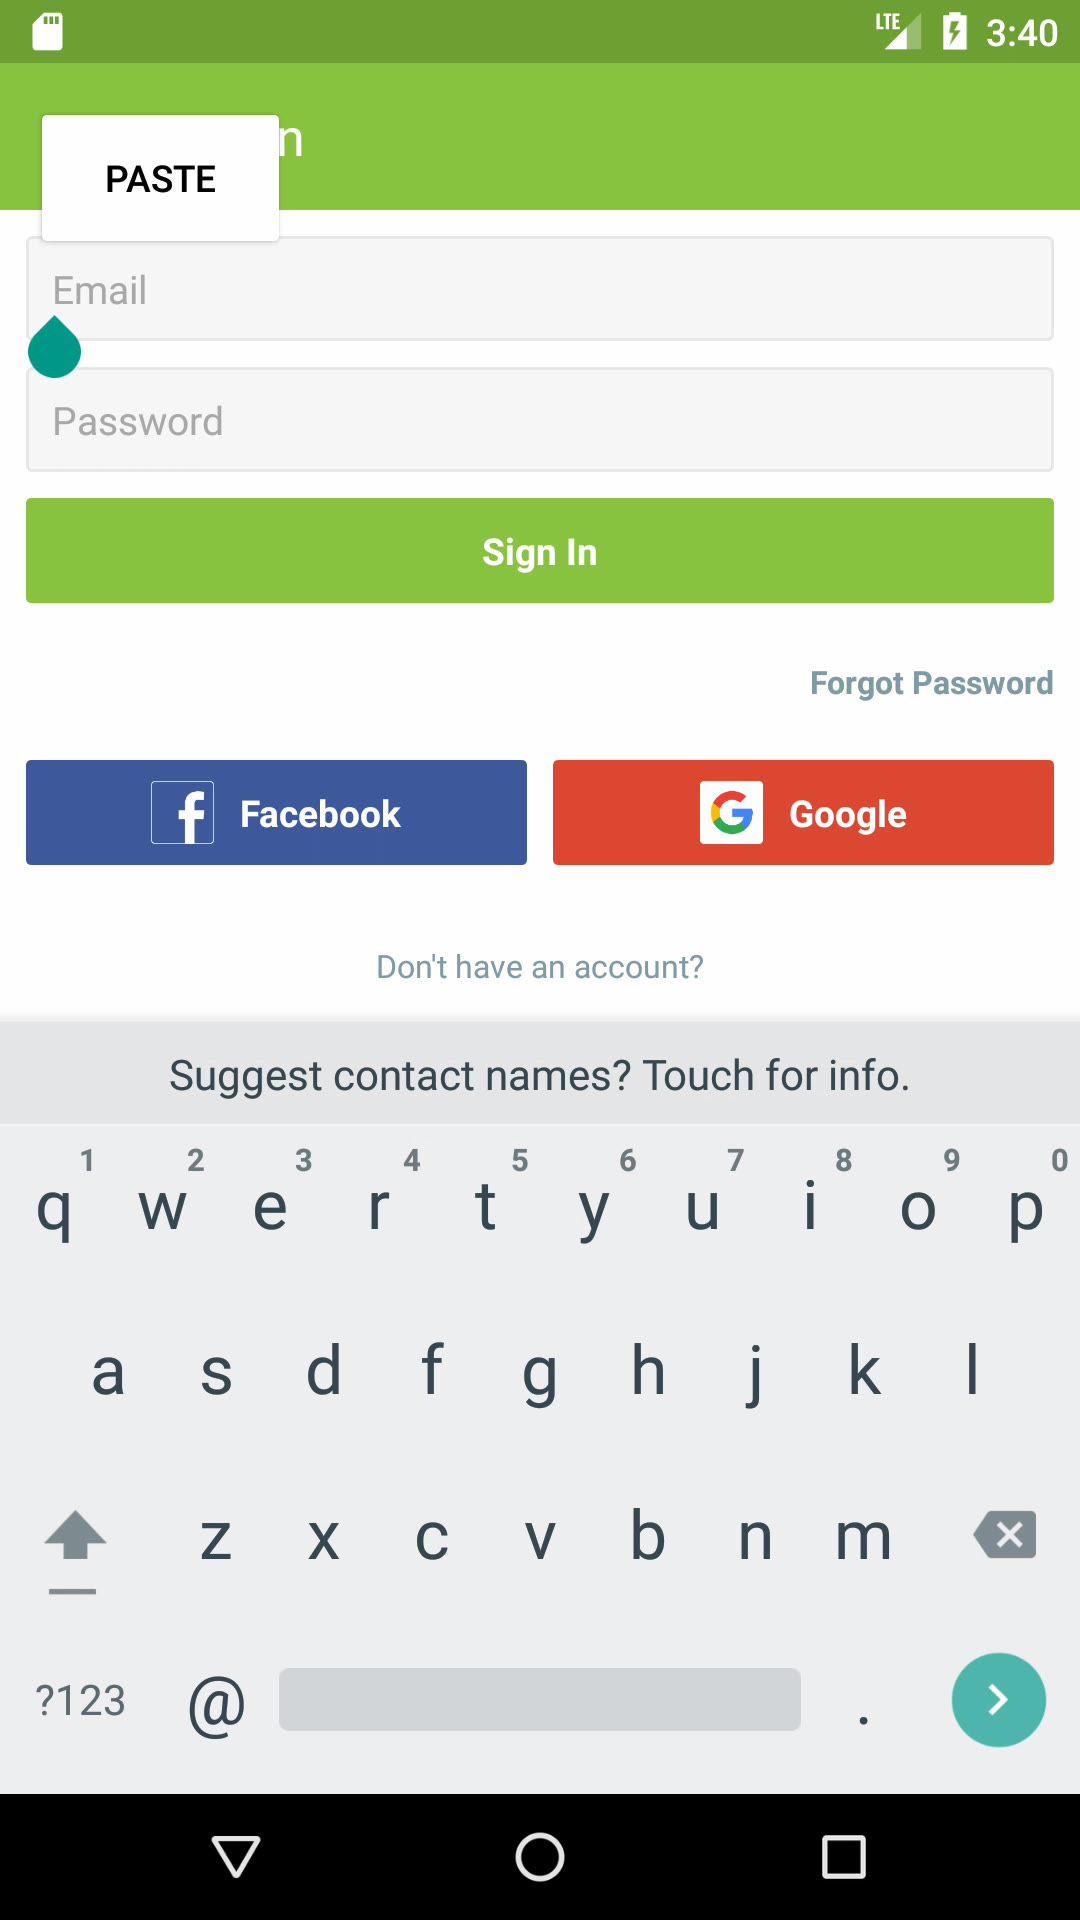 LTE 3:40
PASTE
n
Email
Password
Sign In
Forgot Password
Facebook Google
Don't have an account?
Suggest contact names? Touch for info.
1 2 3 4 5 6 7 8 9 0
q w e r t y u i o p
a s d f g h j k l
z x c v b n m
?123 @ .